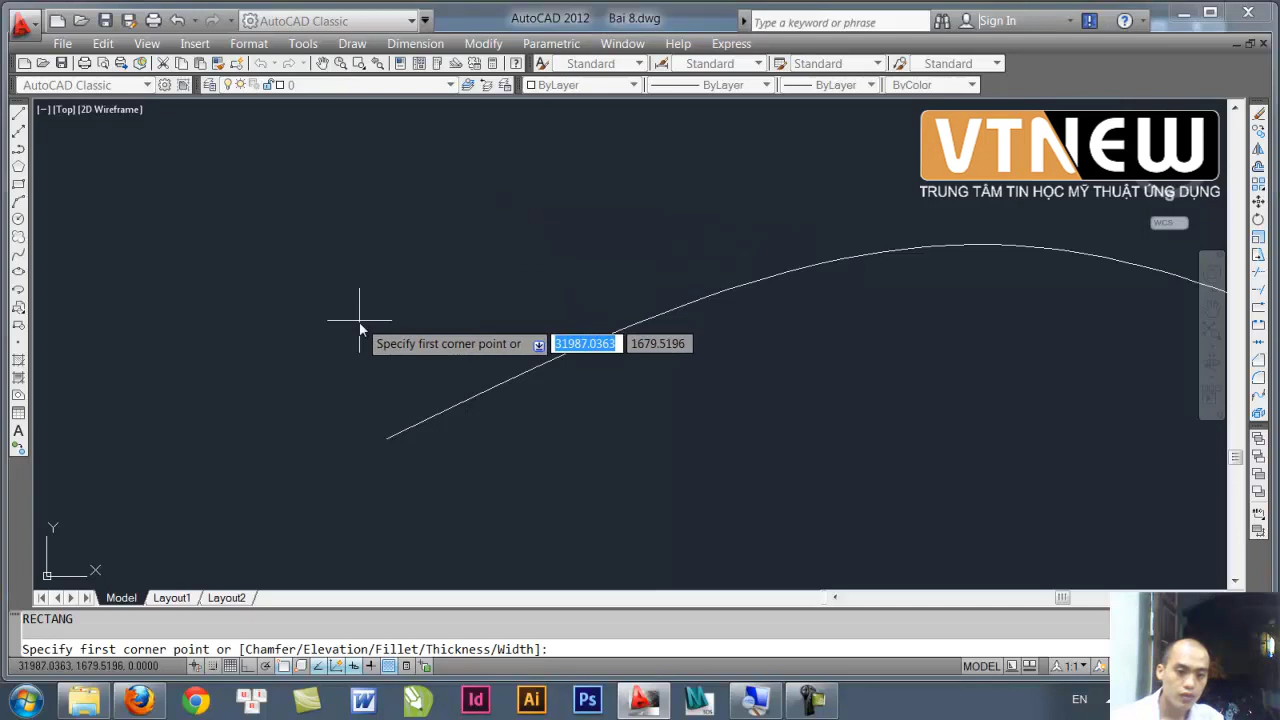 AutoCAD Classic
AutoCAD 2012 Bai 8.dwg
Type a keyword or phrase
Sign In
File Edit View Insert Format Tools Draw Dimension Modify Parametric Window Help Express
Standard Standard Standard Standard
AutoCAD Classic 0 ByLayer ByLayer ByLayer ByColor
[−] [Top] [2D Wireframe]
VTNEW
TRUNG TÂM TIN HỌC MỸ THUẬT ỨNG DỤNG
WCS
Specify first corner point or 31987.0363 1679.5196
Y
X
Model Layout1 Layout2
RECTANG
Specify first corner point or [Chamfer/Elevation/Fillet/Thickness/Width]:
31987.0363, 1679.5196, 0.0000 MODEL 1:1
Id Ai Ps EN